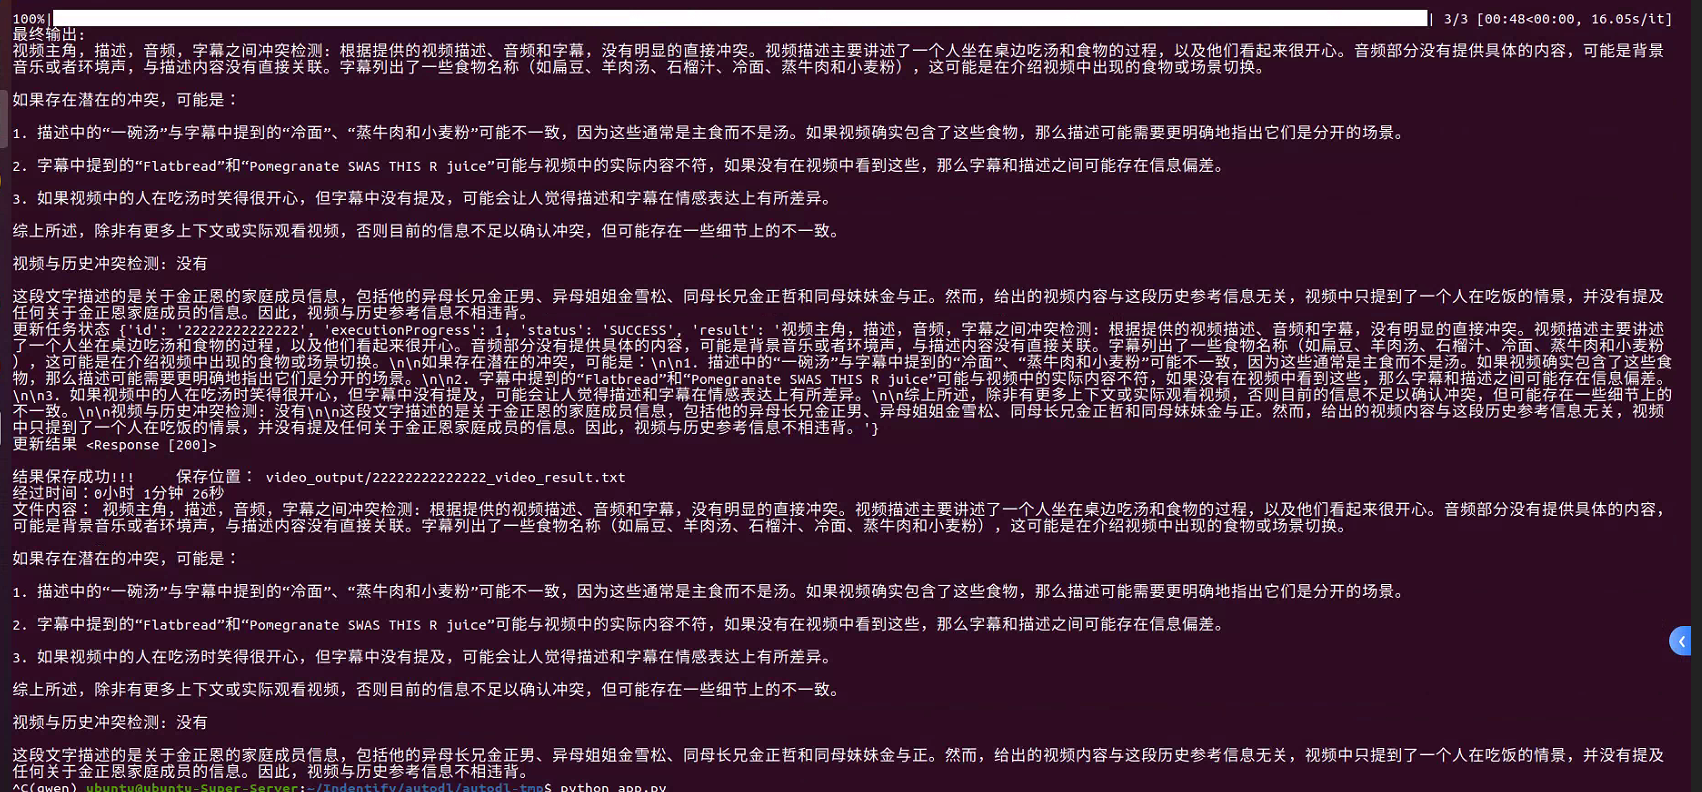 100%| | 3/3 [00:48<00:00, 16.05s/it]
最终输出:
视频主角，描述，音频，字幕之间冲突检测: 根据提供的视频描述、音频和字幕，没有明显的直接冲突。视频描述主要讲述了一个人坐在桌边吃汤和食物的过程，以及他们看起来很开心。音频部分没有提供具体的内容，可能是背景
音乐或者环境声，与描述内容没有直接关联。字幕列出了一些食物名称（如扁豆、羊肉汤、石榴汁、冷面、蒸牛肉和小麦粉），这可能是在介绍视频中出现的食物或场景切换。
如果存在潜在的冲突，可能是：
1. 描述中的“一碗汤”与字幕中提到的“冷面”、“蒸牛肉和小麦粉”可能不一致，因为这些通常是主食而不是汤。如果视频确实包含了这些食物，那么描述可能需要更明确地指出它们是分开的场景。
2. 字幕中提到的“Flatbread”和“Pomegranate SWAS THIS R juice”可能与视频中的实际内容不符，如果没有在视频中看到这些，那么字幕和描述之间可能存在信息偏差。
3. 如果视频中的人在吃汤时笑得很开心，但字幕中没有提及，可能会让人觉得描述和字幕在情感表达上有所差异。
综上所述，除非有更多上下文或实际观看视频，否则目前的信息不足以确认冲突，但可能存在一些细节上的不一致。
视频与历史冲突检测: 没有
这段文字描述的是关于金正恩的家庭成员信息，包括他的异母长兄金正男、异母姐姐金雪松、同母长兄金正哲和同母妹妹金与正。然而，给出的视频内容与这段历史参考信息无关，视频中只提到了一个人在吃饭的情景，并没有提及
任何关于金正恩家庭成员的信息。因此，视频与历史参考信息不相违背。
更新任务状态 {'id': '22222222222222', 'executionProgress': 1, 'status': 'SUCCESS', 'result': '视频主角，描述，音频，字幕之间冲突检测: 根据提供的视频描述、音频和字幕，没有明显的直接冲突。视频描述主要讲述
了一个人坐在桌边吃汤和食物的过程，以及他们看起来很开心。音频部分没有提供具体的内容，可能是背景音乐或者环境声，与描述内容没有直接关联。字幕列出了一些食物名称（如扁豆、羊肉汤、石榴汁、冷面、蒸牛肉和小麦粉
），这可能是在介绍视频中出现的食物或场景切换。\n\n如果存在潜在的冲突，可能是：\n\n1. 描述中的“一碗汤”与字幕中提到的“冷面”、“蒸牛肉和小麦粉”可能不一致，因为这些通常是主食而不是汤。如果视频确实包含了这些食
物，那么描述可能需要更明确地指出它们是分开的场景。\n\n2. 字幕中提到的“Flatbread”和“Pomegranate SWAS THIS R juice”可能与视频中的实际内容不符，如果没有在视频中看到这些，那么字幕和描述之间可能存在信息偏差。
\n\n3. 如果视频中的人在吃汤时笑得很开心，但字幕中没有提及，可能会让人觉得描述和字幕在情感表达上有所差异。\n\n综上所述，除非有更多上下文或实际观看视频，否则目前的信息不足以确认冲突，但可能存在一些细节上的
不一致。\n\n视频与历史冲突检测: 没有\n\n这段文字描述的是关于金正恩的家庭成员信息，包括他的异母长兄金正男、异母姐姐金雪松、同母长兄金正哲和同母妹妹金与正。然而，给出的视频内容与这段历史参考信息无关，视频
中只提到了一个人在吃饭的情景，并没有提及任何关于金正恩家庭成员的信息。因此，视频与历史参考信息不相违背。'}
更新结果 <Response [200]>
结果保存成功!!! 保存位置： video_output/22222222222222_video_result.txt
经过时间：0小时 1分钟 26秒
文件内容： 视频主角，描述，音频，字幕之间冲突检测: 根据提供的视频描述、音频和字幕，没有明显的直接冲突。视频描述主要讲述了一个人坐在桌边吃汤和食物的过程，以及他们看起来很开心。音频部分没有提供具体的内容，
可能是背景音乐或者环境声，与描述内容没有直接关联。字幕列出了一些食物名称（如扁豆、羊肉汤、石榴汁、冷面、蒸牛肉和小麦粉），这可能是在介绍视频中出现的食物或场景切换。
如果存在潜在的冲突，可能是：
1. 描述中的“一碗汤”与字幕中提到的“冷面”、“蒸牛肉和小麦粉”可能不一致，因为这些通常是主食而不是汤。如果视频确实包含了这些食物，那么描述可能需要更明确地指出它们是分开的场景。
2. 字幕中提到的“Flatbread”和“Pomegranate SWAS THIS R juice”可能与视频中的实际内容不符，如果没有在视频中看到这些，那么字幕和描述之间可能存在信息偏差。
3. 如果视频中的人在吃汤时笑得很开心，但字幕中没有提及，可能会让人觉得描述和字幕在情感表达上有所差异。
综上所述，除非有更多上下文或实际观看视频，否则目前的信息不足以确认冲突，但可能存在一些细节上的不一致。
视频与历史冲突检测: 没有
这段文字描述的是关于金正恩的家庭成员信息，包括他的异母长兄金正男、异母姐姐金雪松、同母长兄金正哲和同母妹妹金与正。然而，给出的视频内容与这段历史参考信息无关，视频中只提到了一个人在吃饭的情景，并没有提及
任何关于金正恩家庭成员的信息。因此，视频与历史参考信息不相违背。
^C(qwen) ubuntu@ubuntu-Super-Server:~/Indentify/autodl/autodl-tmp$ python app.py